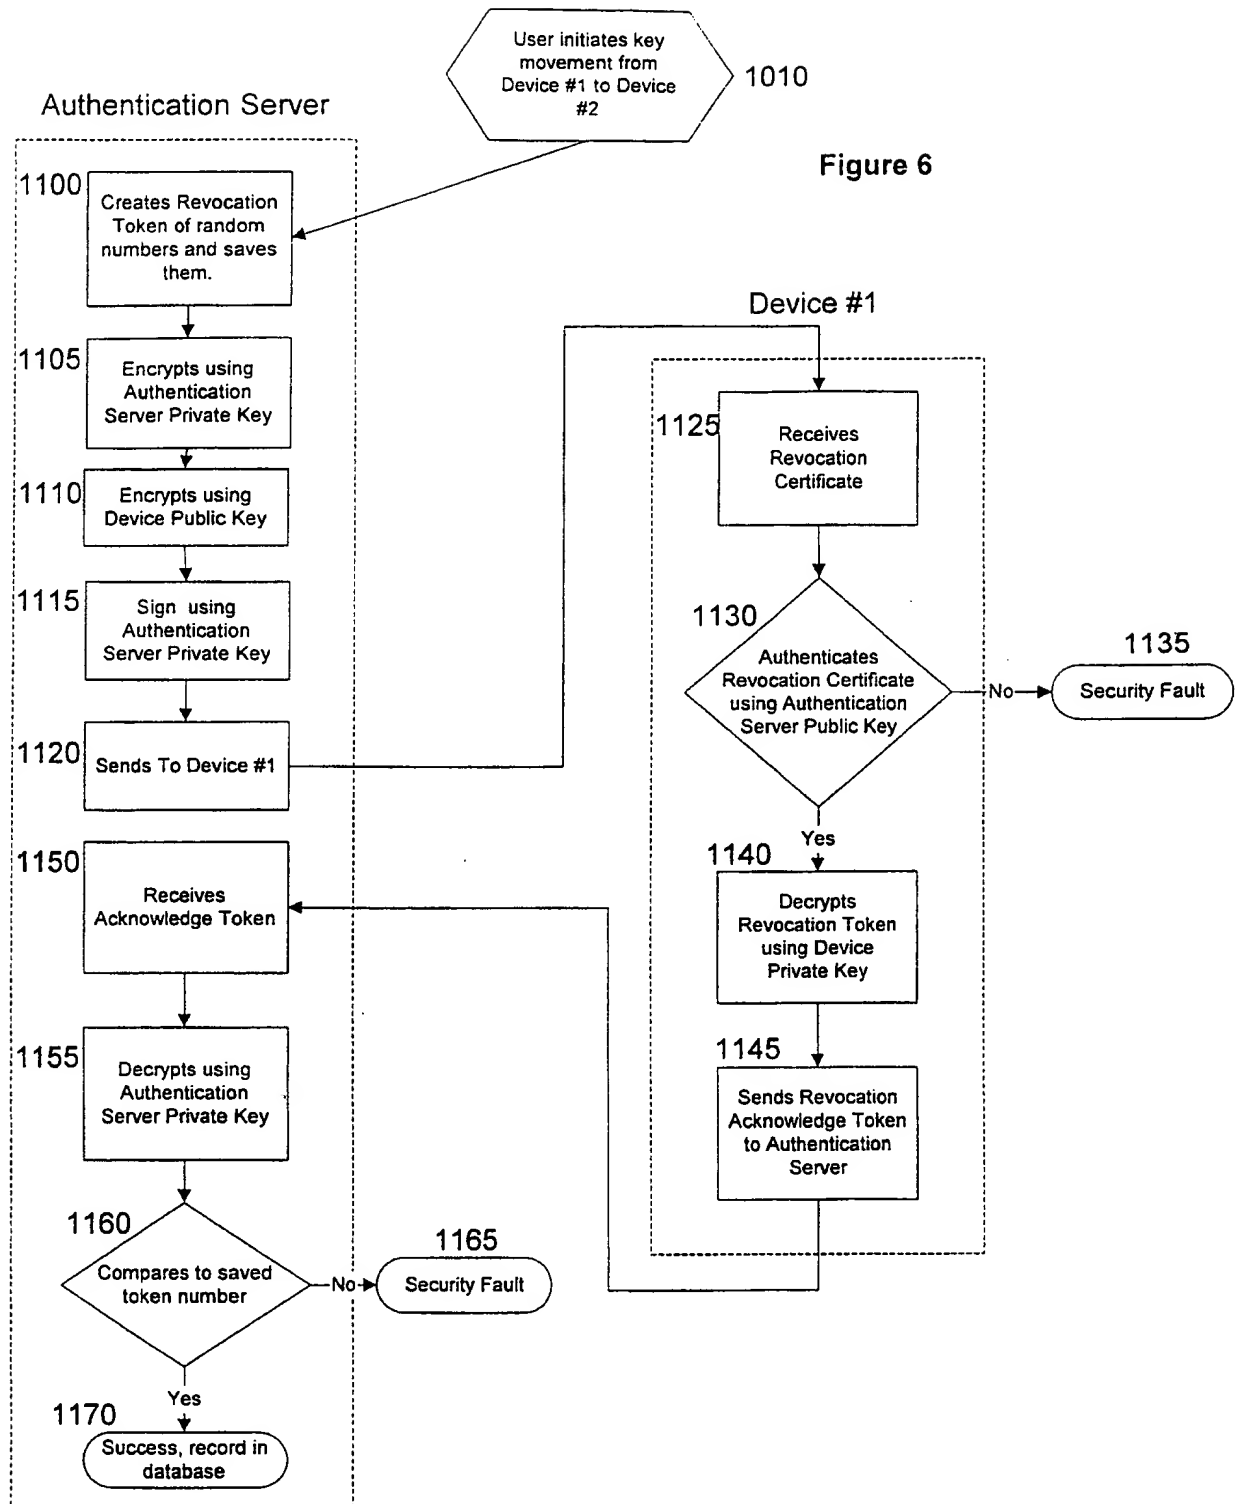 User initiates key
movement from
Device #1 to Device
#2
1010
Authentication Server
Figure 6
1100
Creates Revocation
Token of random
numbers and saves
them.
1105
Encrypts using
Authentication
Server Private Key
1110
Encrypts using
Device Public Key
1115
Sign using
Authentication
Server Private Key
1120
Sends To Device #1
Device #1
1125
Receives
Revocation
Certificate
1130
Authenticates
Revocation Certificate
using Authentication
Server Public Key
No
1135
Security Fault
Yes
1140
Decrypts
Revocation Token
using Device
Private Key
1145
Sends Revocation
Acknowledge Token
to Authentication
Server
1150
Receives
Acknowledge Token
1155
Decrypts using
Authentication
Server Private Key
1160
Compares to saved
token number
No
1165
Security Fault
Yes
1170
Success, record in
database